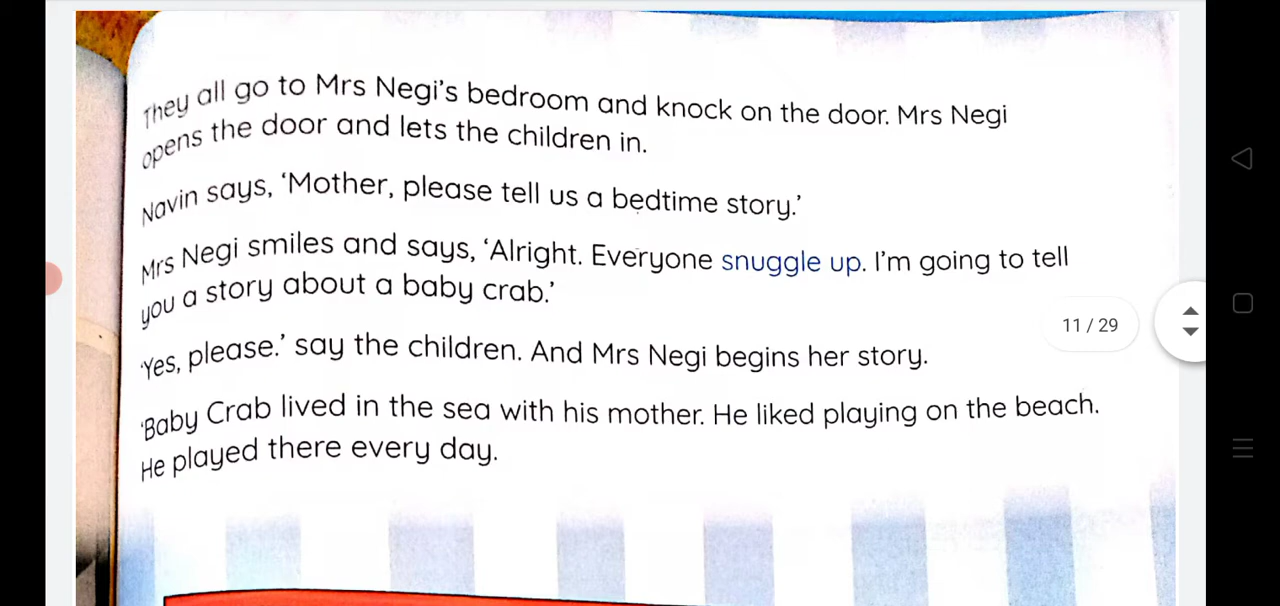 They all go to Mrs Negi's bedroom and knock on the door. Mrs Negi
opens the door and lets the children in.
Navin says, 'Mother, please tell us a bedtime story.'
Mrs Negi smiles and says, 'Alright. Everyone snuggle up. I'm going to tell
you a story about a baby crab.'
'Yes, please.' say the children. And Mrs Negi begins her story.
'Baby Crab lived in the sea with his mother. He liked playing on the beach.
He played there every day.
11 / 29